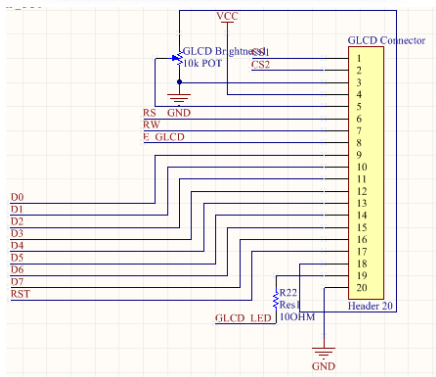 VCC
GLCD Connector
GLCD Brightness1
10k POT
CS1
CS2
GND
RS
RW
E_GLCD
1
2
3
4
5
6
7
8
9
10
11
12
13
14
15
16
17
18
19
20
D0
D1
D2
D3
D4
D5
D6
D7
RST
R22
Res1
10OHM
GLCD_LED
Header 20
GND